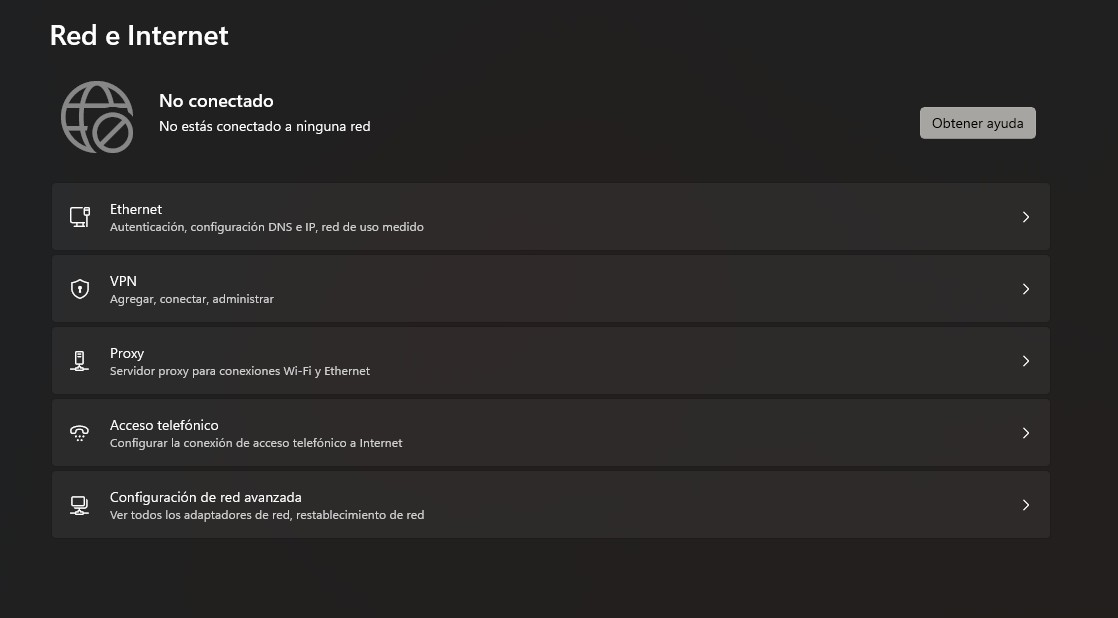 Red e Internet
No conectado
No estás conectado a ninguna red
Obtener ayuda
Ethernet
Autenticación, configuración DNS e IP, red de uso medido
VPN
Agregar, conectar, administrar
Proxy
Servidor proxy para conexiones Wi-Fi y Ethernet
Acceso telefónico
Configurar la conexión de acceso telefónico a Internet
Configuración de red avanzada
Ver todos los adaptadores de red, restablecimiento de red